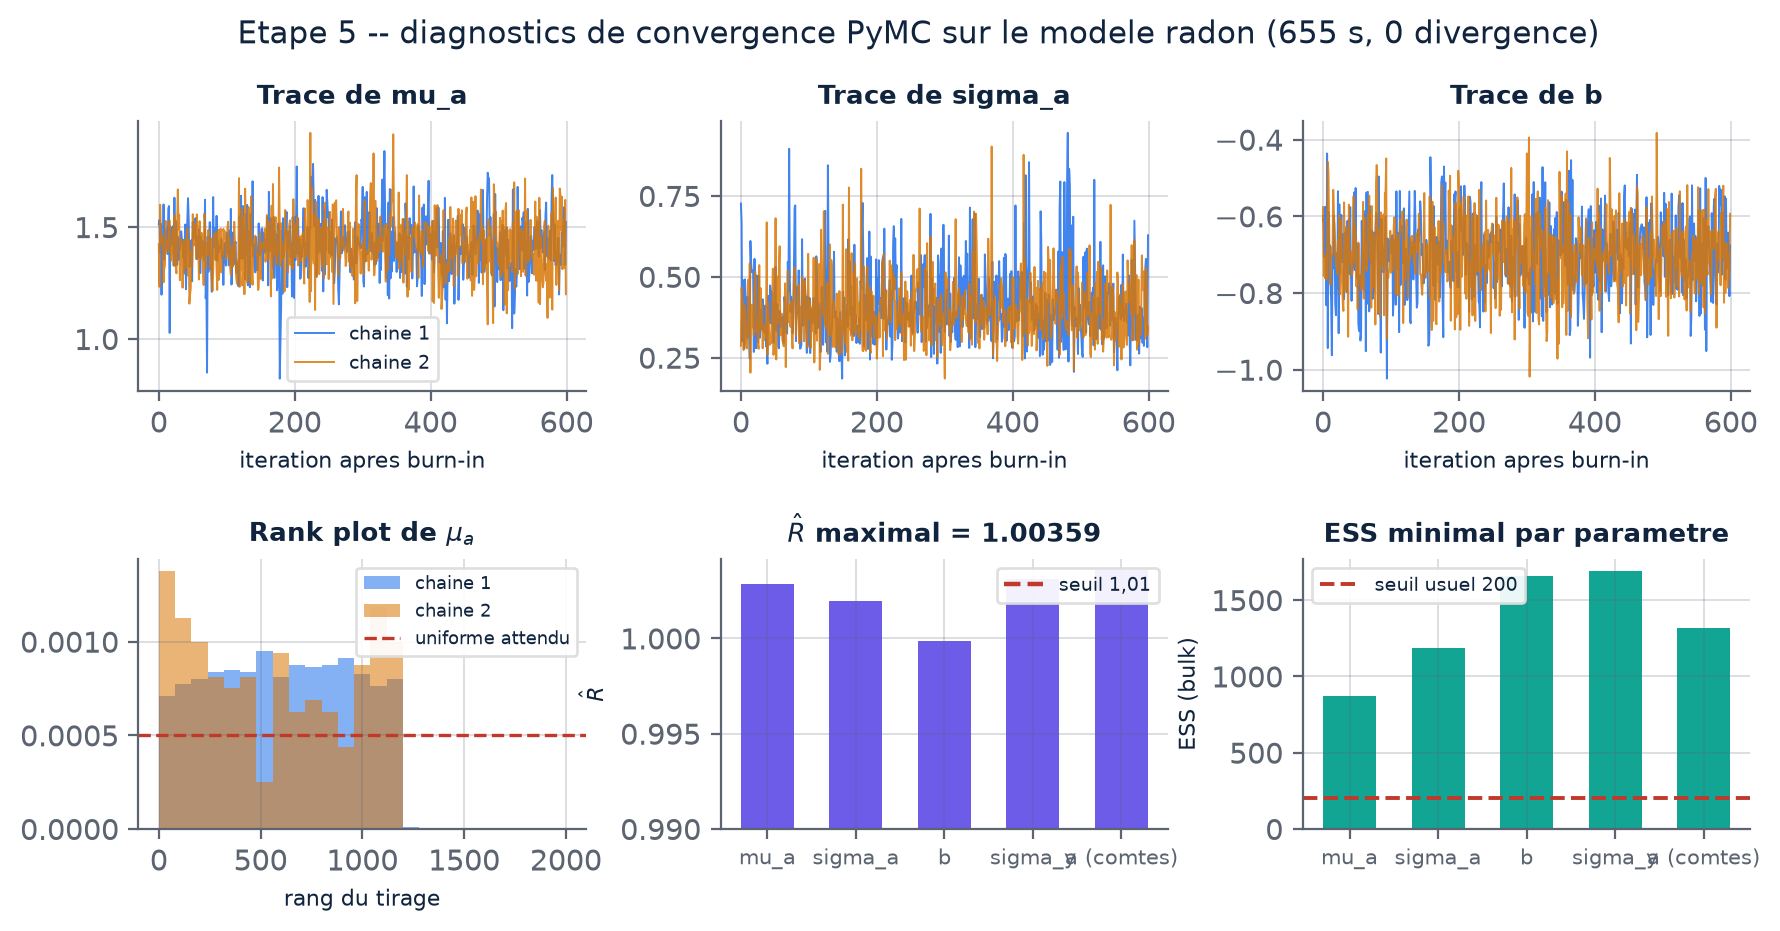 Etape 5 -- diagnostics de convergence PyMC sur le modele radon (655 s, 0 divergence)
Trace de mu_a
1.5
1.0
0
200
400
600
chaine 1
chaine 2
iteration apres burn-in
Trace de sigma_a
0.75
0.50
0.25
0
200
400
600
iteration apres burn-in
Trace de b
−0.4
−0.6
−0.8
−1.0
0
200
400
600
iteration apres burn-in
Rank plot de μₐ
chaine 1
chaine 2
uniforme attendu
0.0010
0.0005
0.0000
0
500
1000
1500
2000
rang du tirage
R̂ maximal = 1.00359
seuil 1,01
R̂
1.000
0.995
0.990
mu_a
sigma_a
b
sigma_y
a (comtes)
ESS minimal par parametre
seuil usuel 200
ESS (bulk)
1500
1000
500
0
mu_a
sigma_a
b
sigma_y
a (comtes)